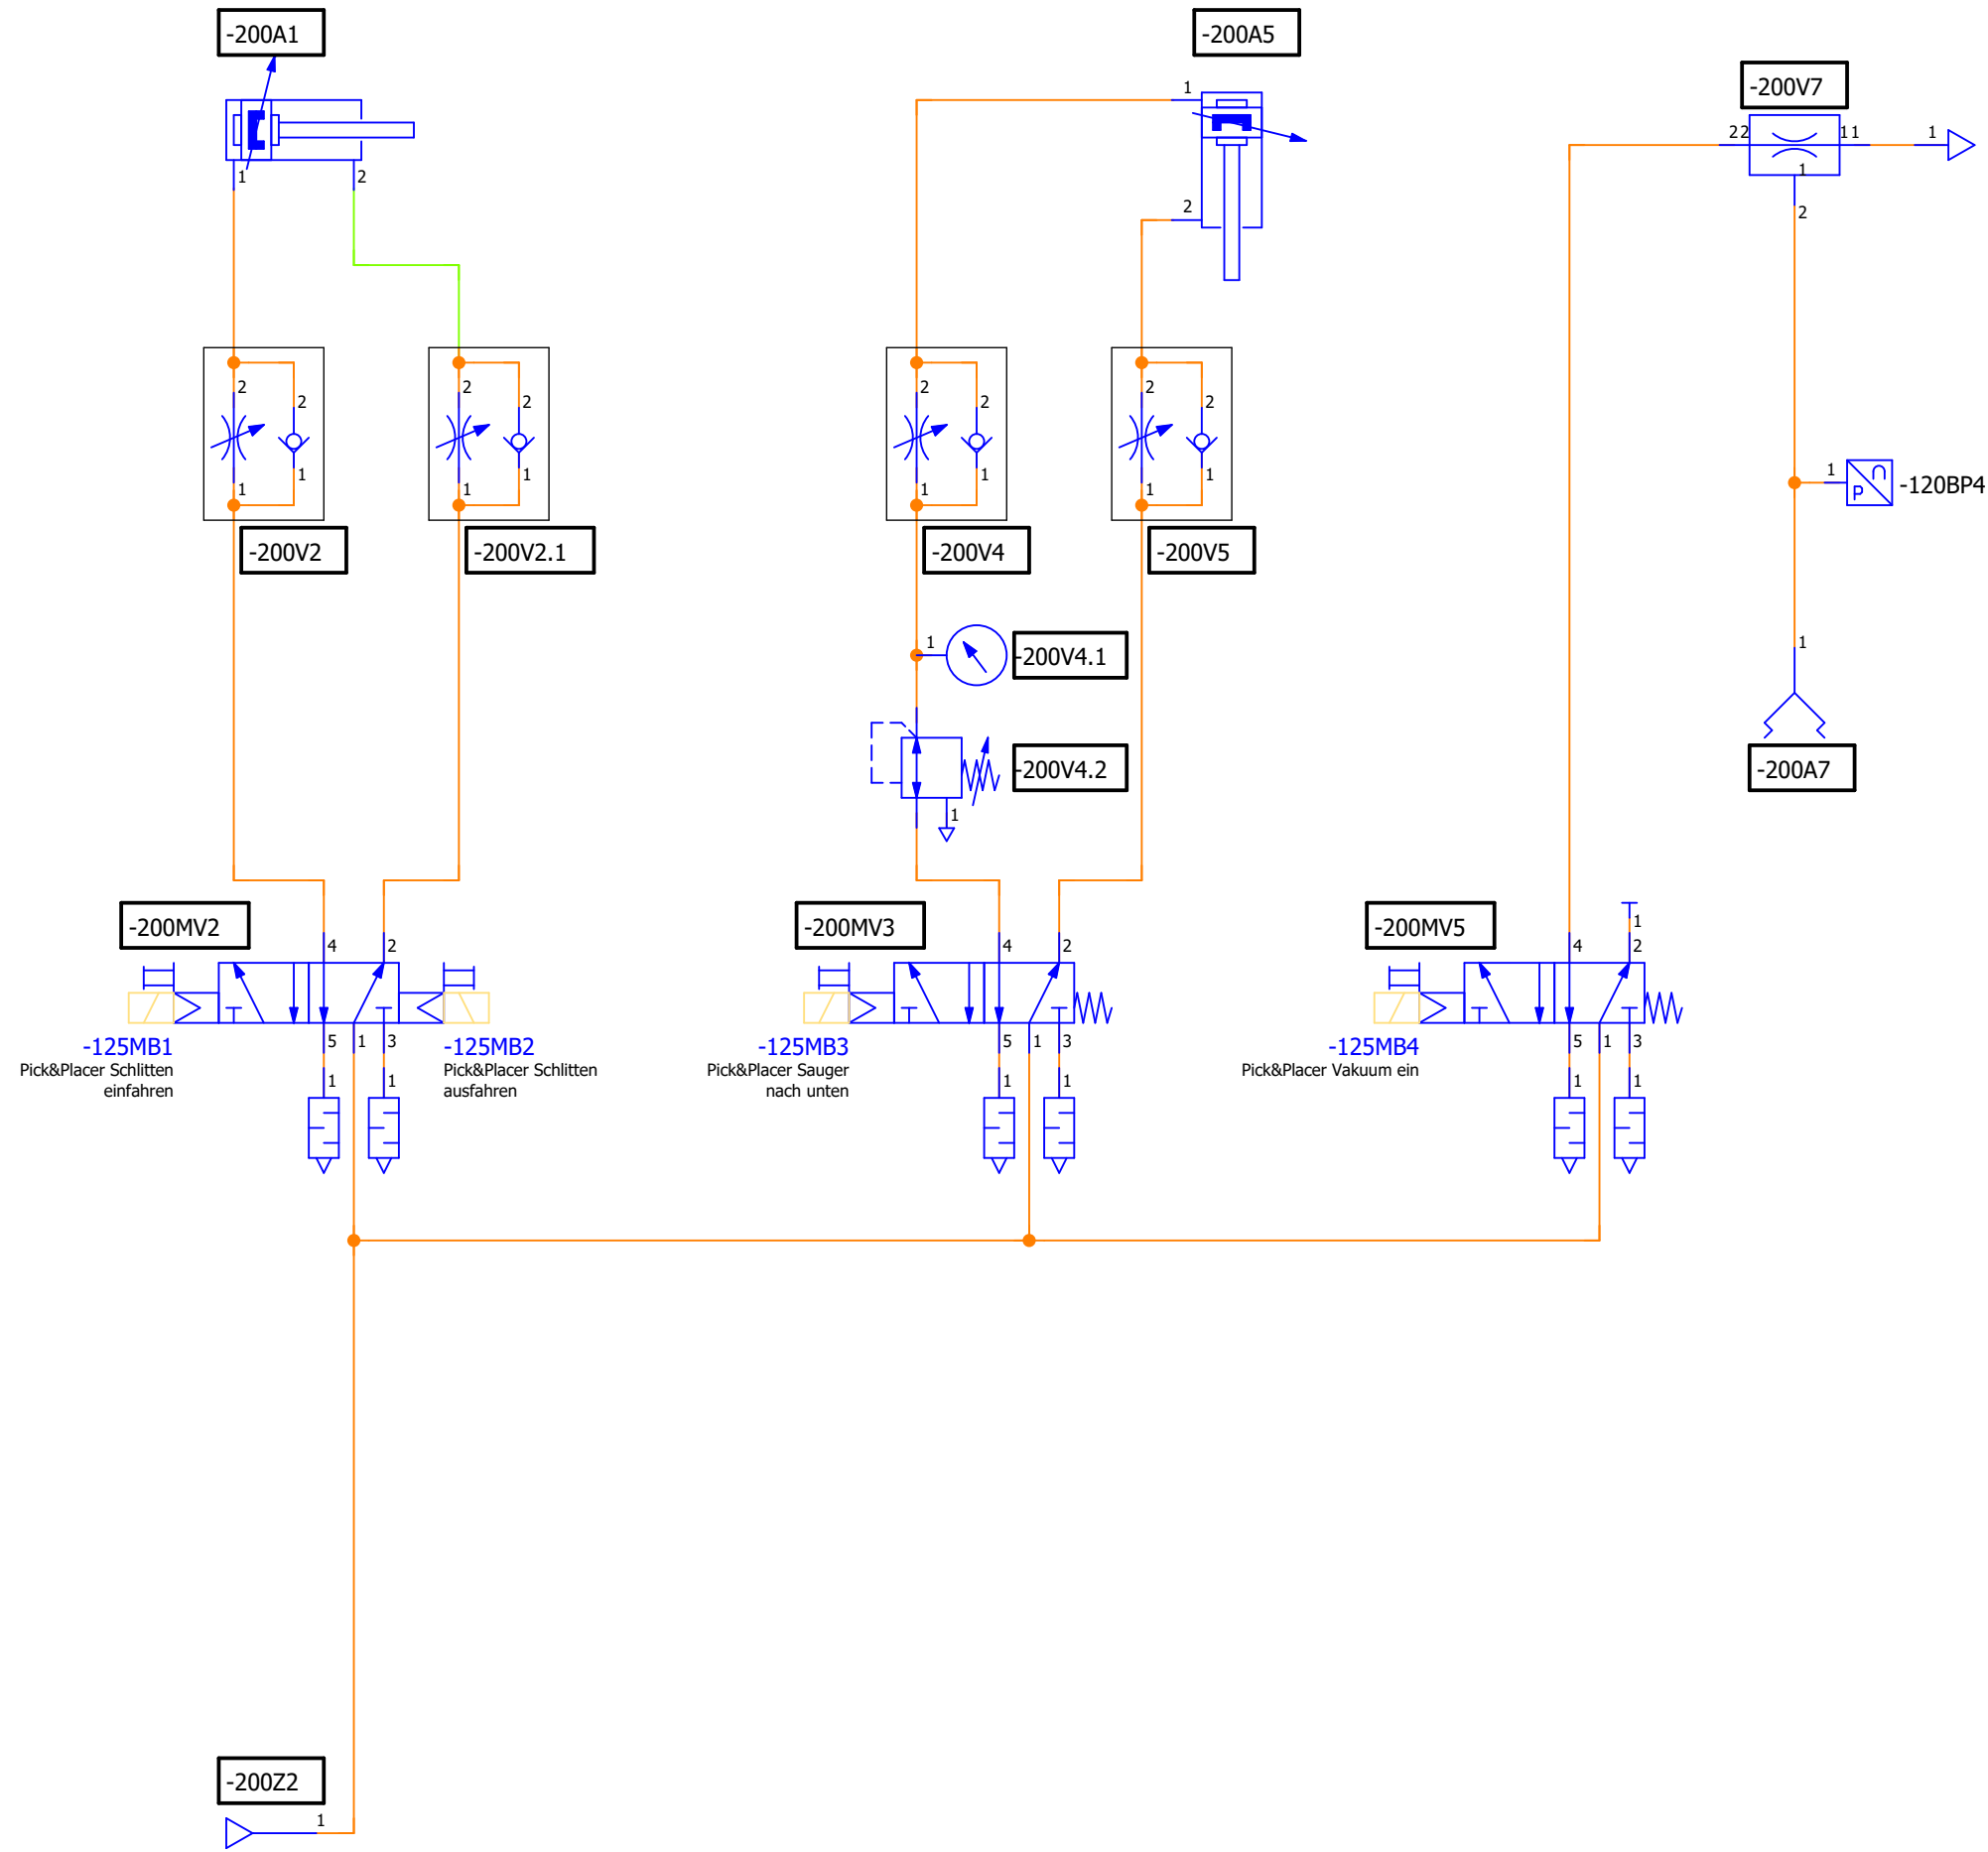 -200A1
-200A5
-200V7
1
2
1
2
22
11
1
1
2
2
2
1
1
2
2
1
1
2
2
1
1
2
2
1
1
-200V2
-200V2.1
-200V4
-200V5
1
-120BP4
1
-200V4.1
-200V4.2
1
1
-200A7
-200MV2
-200MV3
-200MV5
4
2
4
2
4
1
2
-125MB1
Pick&Placer Schlitten
einfahren
5
1
3
1
1
-125MB2
Pick&Placer Schlitten
ausfahren
-125MB3
Pick&Placer Sauger
nach unten
5
1
3
1
1
-125MB4
Pick&Placer Vakuum ein
5
1
3
1
1
-200Z2
1